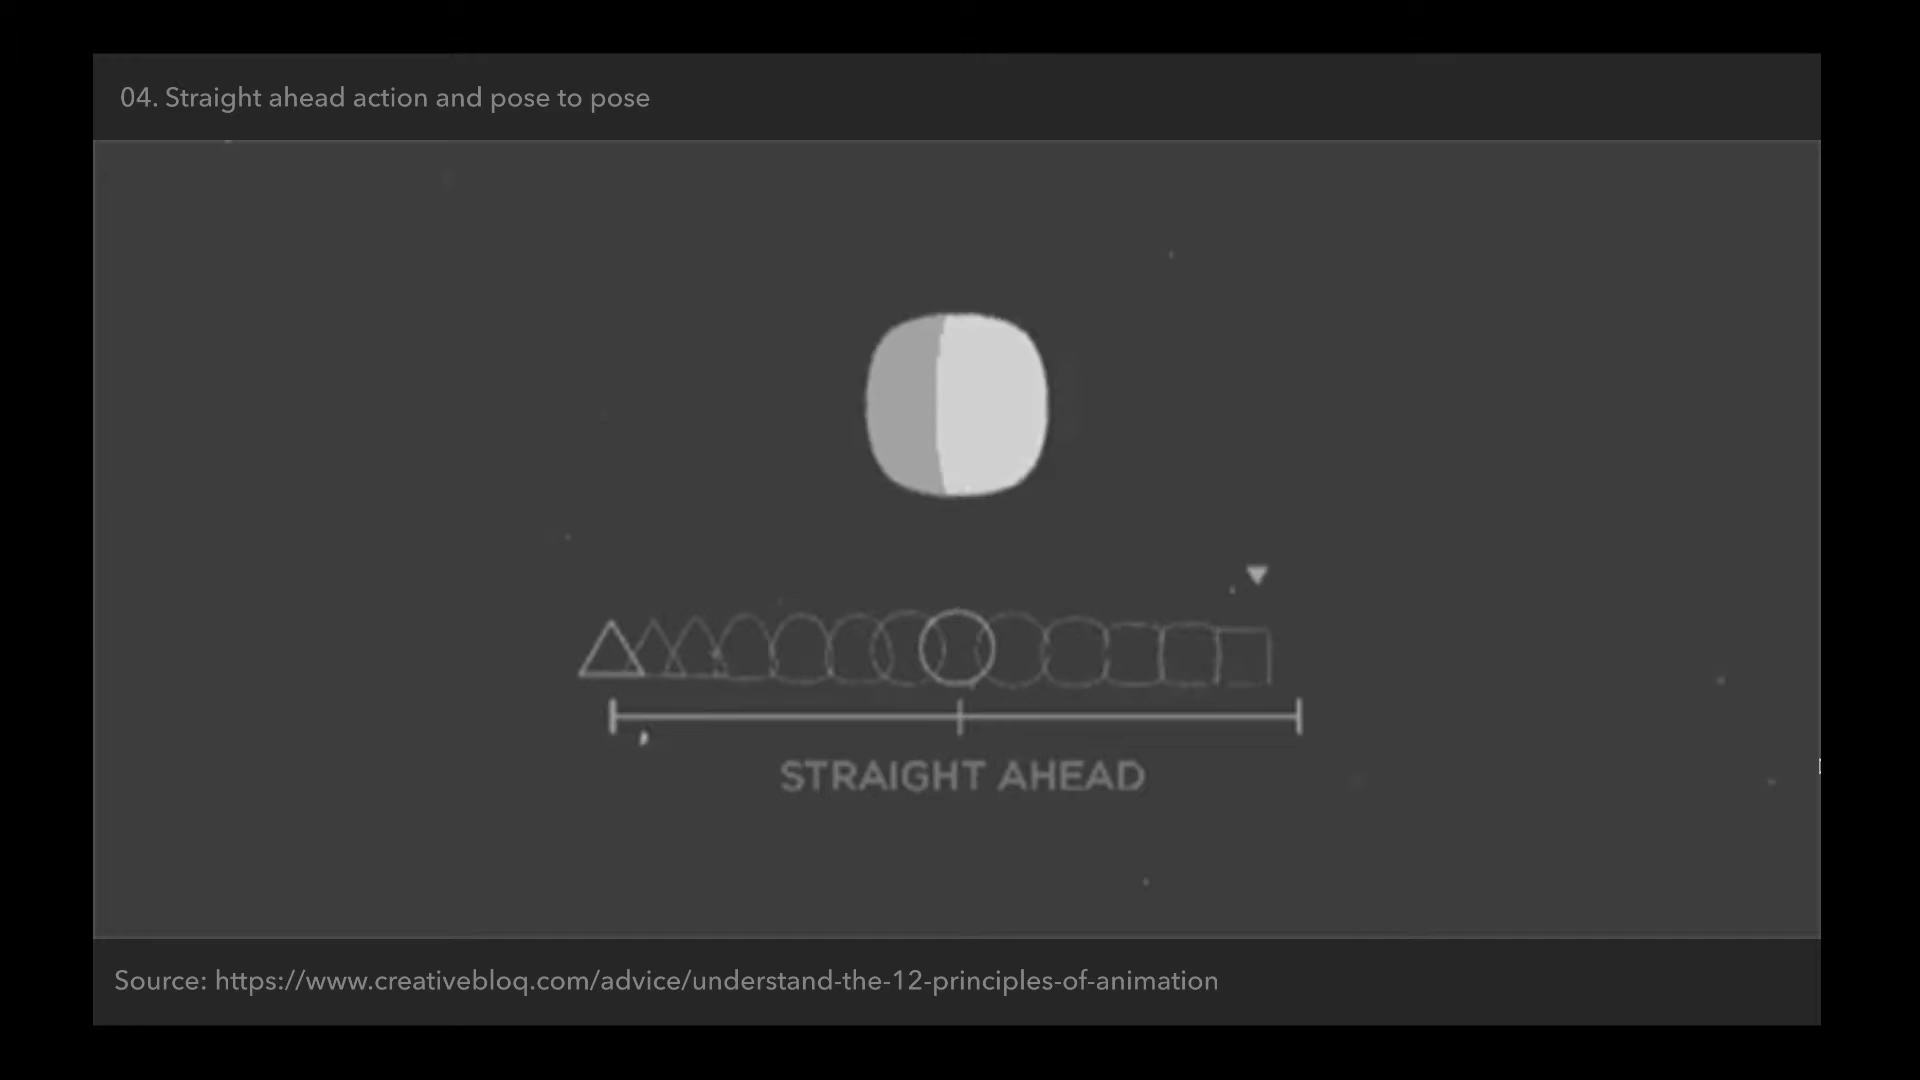 04. Straight ahead action and pose to pose
STRAIGHT AHEAD
Source: https://www.creativebloq.com/advice/understand-the-12-principles-of-animation